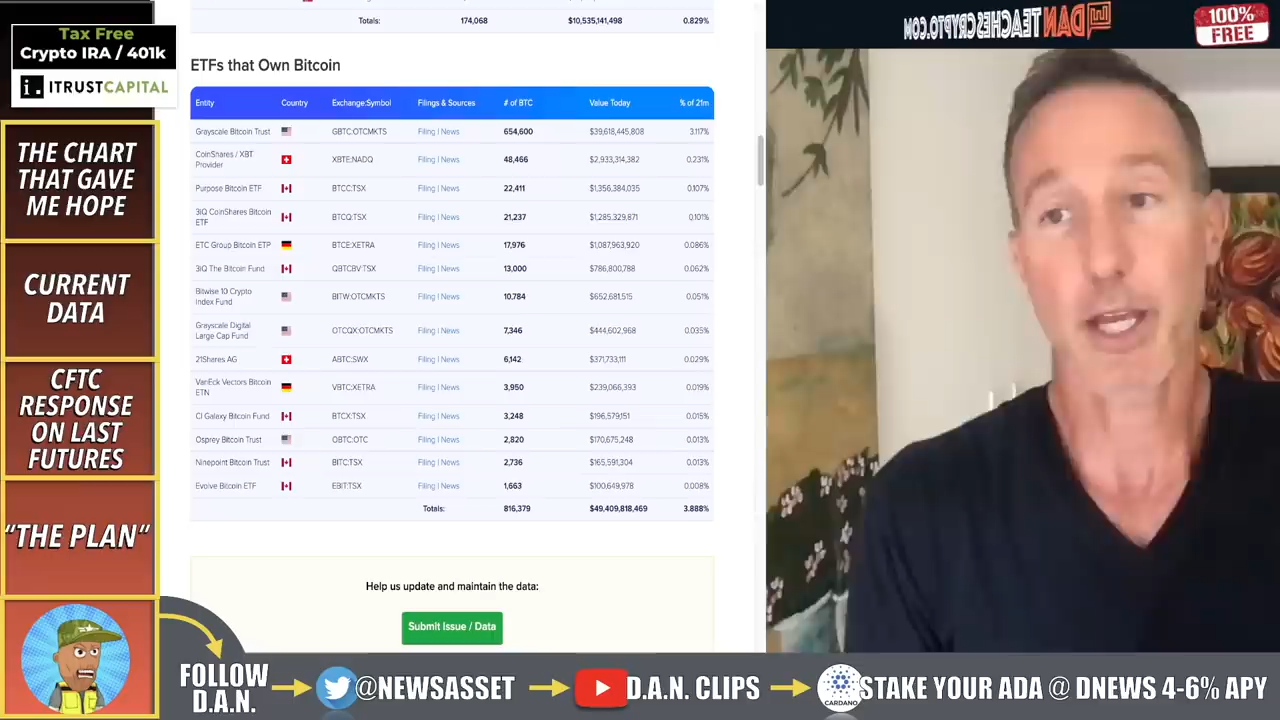 Tax Free
Crypto IRA / 401k
i. ITRUSTCAPITAL
THE CHART
THAT GAVE
ME HOPE
CURRENT
DATA
CFTC
RESPONSE
ON LAST
FUTURES
"THE PLAN"
Totals: 174,068 $10,535,141,498 0.829%
ETFs that Own Bitcoin
Entity Country Exchange:Symbol Filings & Sources # of BTC Value Today % of 21m
Grayscale Bitcoin Trust GBTC:OTCMKTS Filing | News 654,600 $39,618,445,808 3.117%
CoinShares / XBT
Provider XBTE:NADQ Filing | News 48,466 $2,933,314,382 0.231%
Purpose Bitcoin ETF BTCC:TSX Filing | News 22,411 $1,356,384,035 0.107%
3iQ CoinShares Bitcoin
ETF BTCQ:TSX Filing | News 21,237 $1,285,329,871 0.101%
ETC Group Bitcoin ETP BTCE:XETRA Filing | News 17,976 $1,087,963,920 0.086%
3iQ The Bitcoin Fund QBTCBV:TSX Filing | News 13,000 $786,800,788 0.062%
Bitwise 10 Crypto
Index Fund BITW:OTCMKTS Filing | News 10,784 $652,681,515 0.051%
Grayscale Digital
Large Cap Fund OTCQX:OTCMKTS Filing | News 7,346 $444,602,968 0.035%
21Shares AG ABTC:SWX Filing | News 6,142 $371,733,111 0.029%
VanEck Vectors Bitcoin
ETN VBTC:XETRA Filing | News 3,950 $239,066,393 0.019%
CI Galaxy Bitcoin Fund BTCX:TSX Filing | News 3,248 $196,579,151 0.015%
Osprey Bitcoin Trust OBTC:OTC Filing | News 2,820 $170,675,248 0.013%
Ninepoint Bitcoin Trust BITC:TSX Filing | News 2,736 $165,591,304 0.013%
Evolve Bitcoin ETF EBIT:TSX Filing | News 1,663 $100,649,978 0.008%
Totals: 816,379 $49,409,818,469 3.888%
Help us update and maintain the data:
Submit Issue / Data
DANTEACHESCRYPTO.COM
100%
FREE
FOLLOW
D.A.N.
@NEWSASSET
D.A.N. CLIPS
CARDANO
STAKE YOUR ADA @ DNEWS 4-6% APY